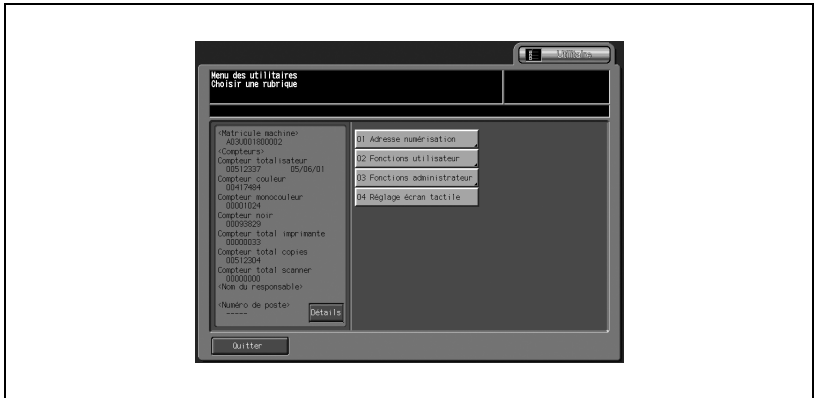 Utilitaire
Menu des utilitaires
Choisir une rubrique
<Matricule machine>
A03U001800002
<Compteurs>
Compteur totalisateur
00512337 05/06/01
Compteur couleur
00417484
Compteur monocouleur
00001024
Compteur noir
00093829
Compteur total imprimante
00000033
Compteur total copies
00512304
Compteur total scanner
00000000
<Nom du responsable>
<Numéro de poste>
-----
Détails
01 Adresse numérisation
02 Fonctions utilisateur
03 Fonctions administrateur
04 Réglage écran tactile
Quitter